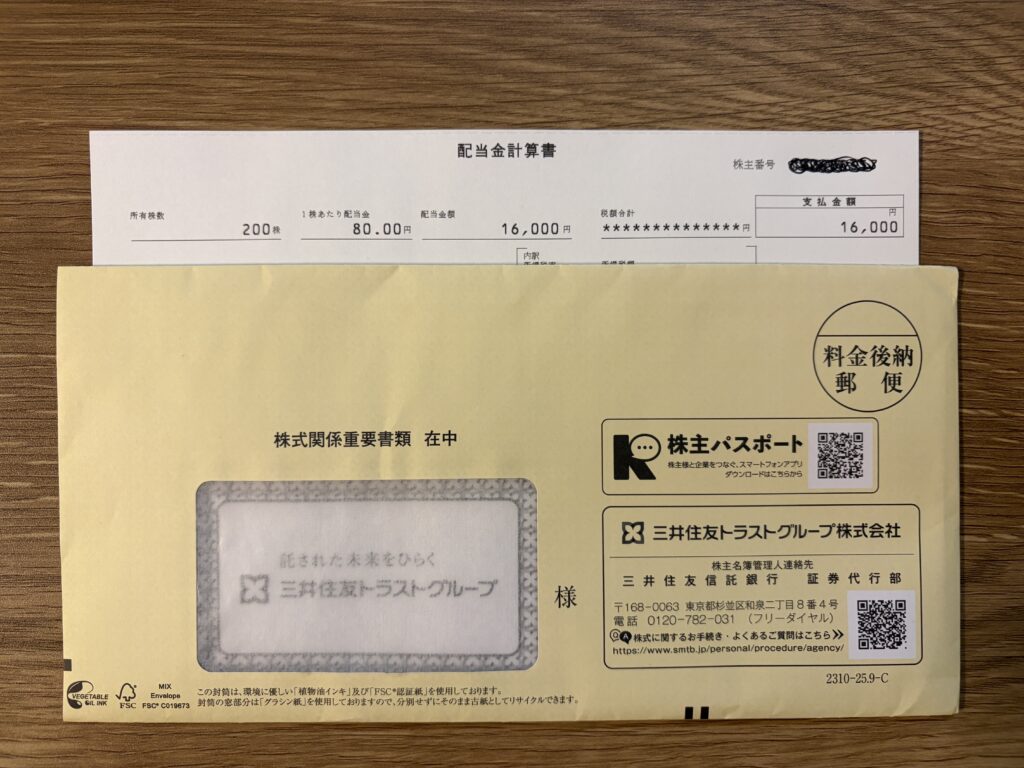 配当金計算書
株主番号
所有株数
200株
1株あたり配当金
80.00円
配当金額
16,000円
税額合計
**************円
支払金額
円
16,000
内訳
料金後納
郵便
株式関係重要書類 在中
株主パスポート
株主様と企業をつなぐ、スマートフォンアプリ
ダウンロードはこちらから
託された未来をひらく
三井住友トラストグループ
様
三井住友トラストグループ株式会社
株主名簿管理人連絡先
三井住友信託銀行 証券代行部
〒168-0063 東京都杉並区和泉二丁目8番4号
電話 0120-782-031 (フリーダイヤル)
QA 株式に関するお手続き・よくあるご質問はこちら
https://www.smtb.jp/personal/procedure/agency/
2310-25.9-C
VEGETABLE OIL INK
FSC
MIX
Envelope
FSC® C019673
この封筒は、環境に優しい「植物油インキ」及び「FSC®認証紙」を使用しております。
封筒の窓部分は「グラシン紙」を使用しておりますので、分別せずにそのまま古紙としてリサイクルできます。